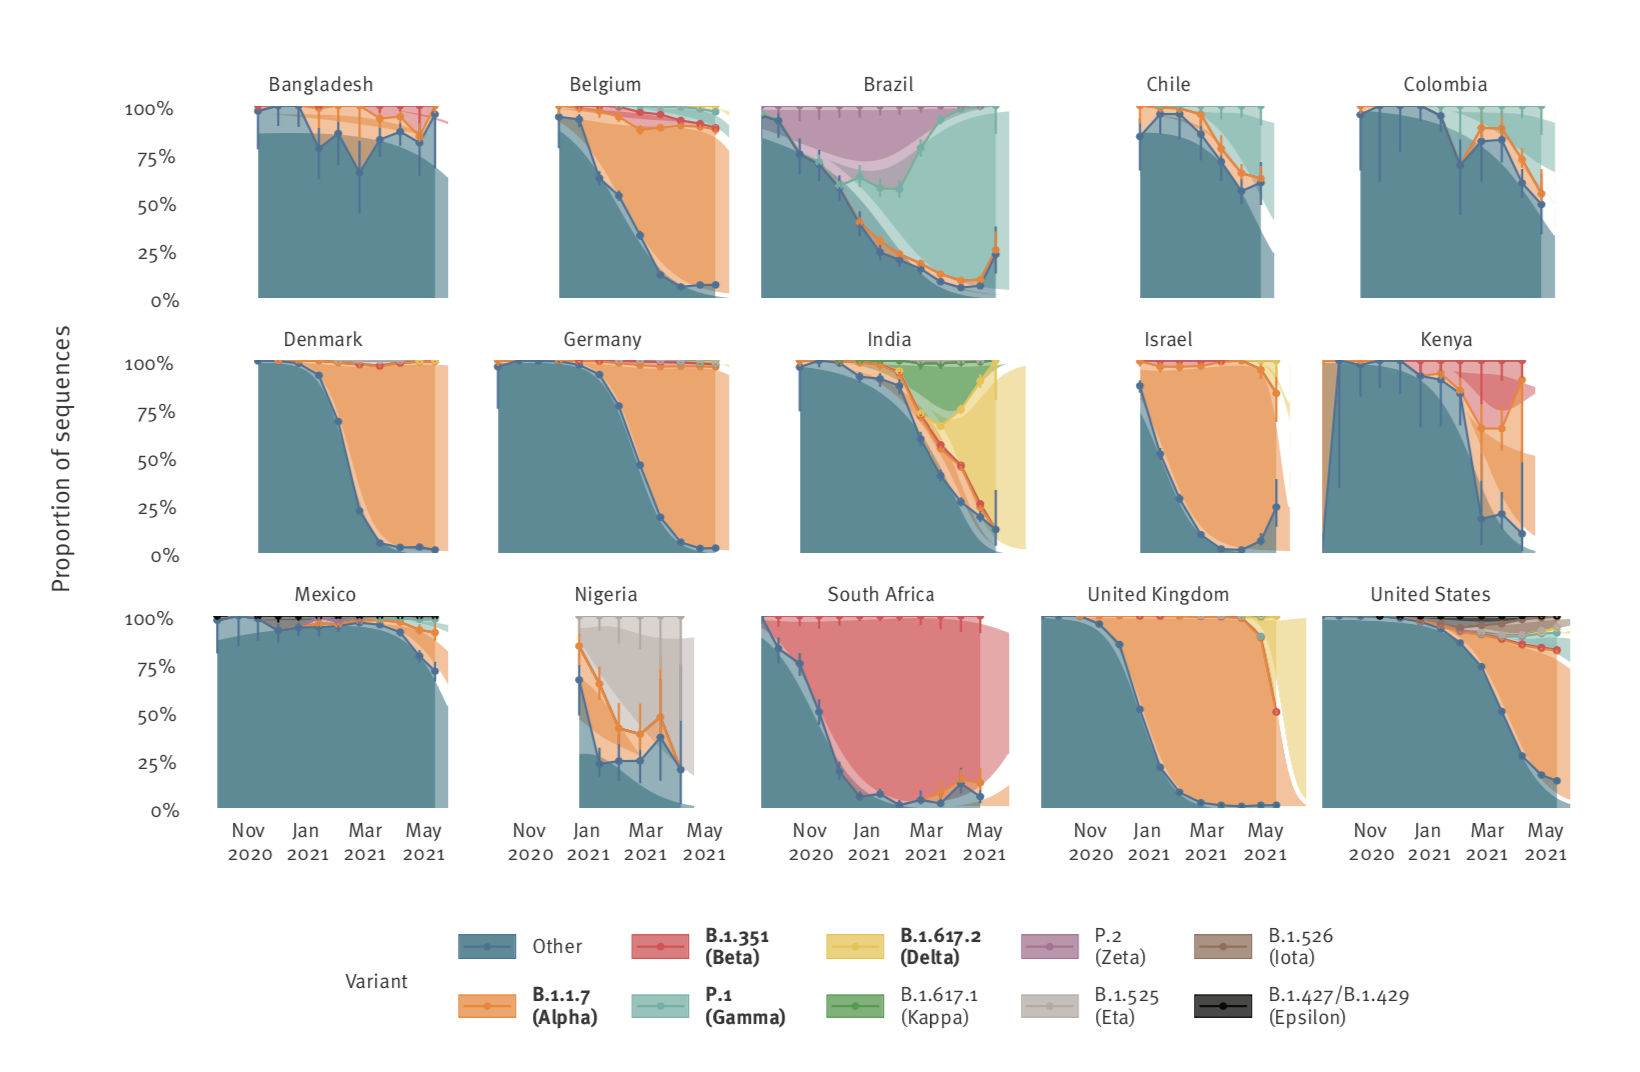 Bangladesh Belgium Brazil Chile Colombia
100%
75%
50%
25%
0%
Denmark Germany India Israel Kenya
100%
75%
50%
25%
0%
Proportion of sequences
Mexico Nigeria South Africa United Kingdom United States
100%
75%
50%
25%
0%
Nov Jan Mar May Nov Jan Mar May Nov Jan Mar May Nov Jan Mar May Nov Jan Mar May
2020 2021 2021 2021 2020 2021 2021 2021 2020 2021 2021 2021 2020 2021 2021 2021 2020 2021 2021 2021
Variant
Other
B.1.1.7
(Alpha)
B.1.351
(Beta)
P.1
(Gamma)
B.1.617.2
(Delta)
B.1.617.1
(Kappa)
P.2
(Zeta)
B.1.525
(Eta)
B.1.526
(Iota)
B.1.427/B.1.429
(Epsilon)